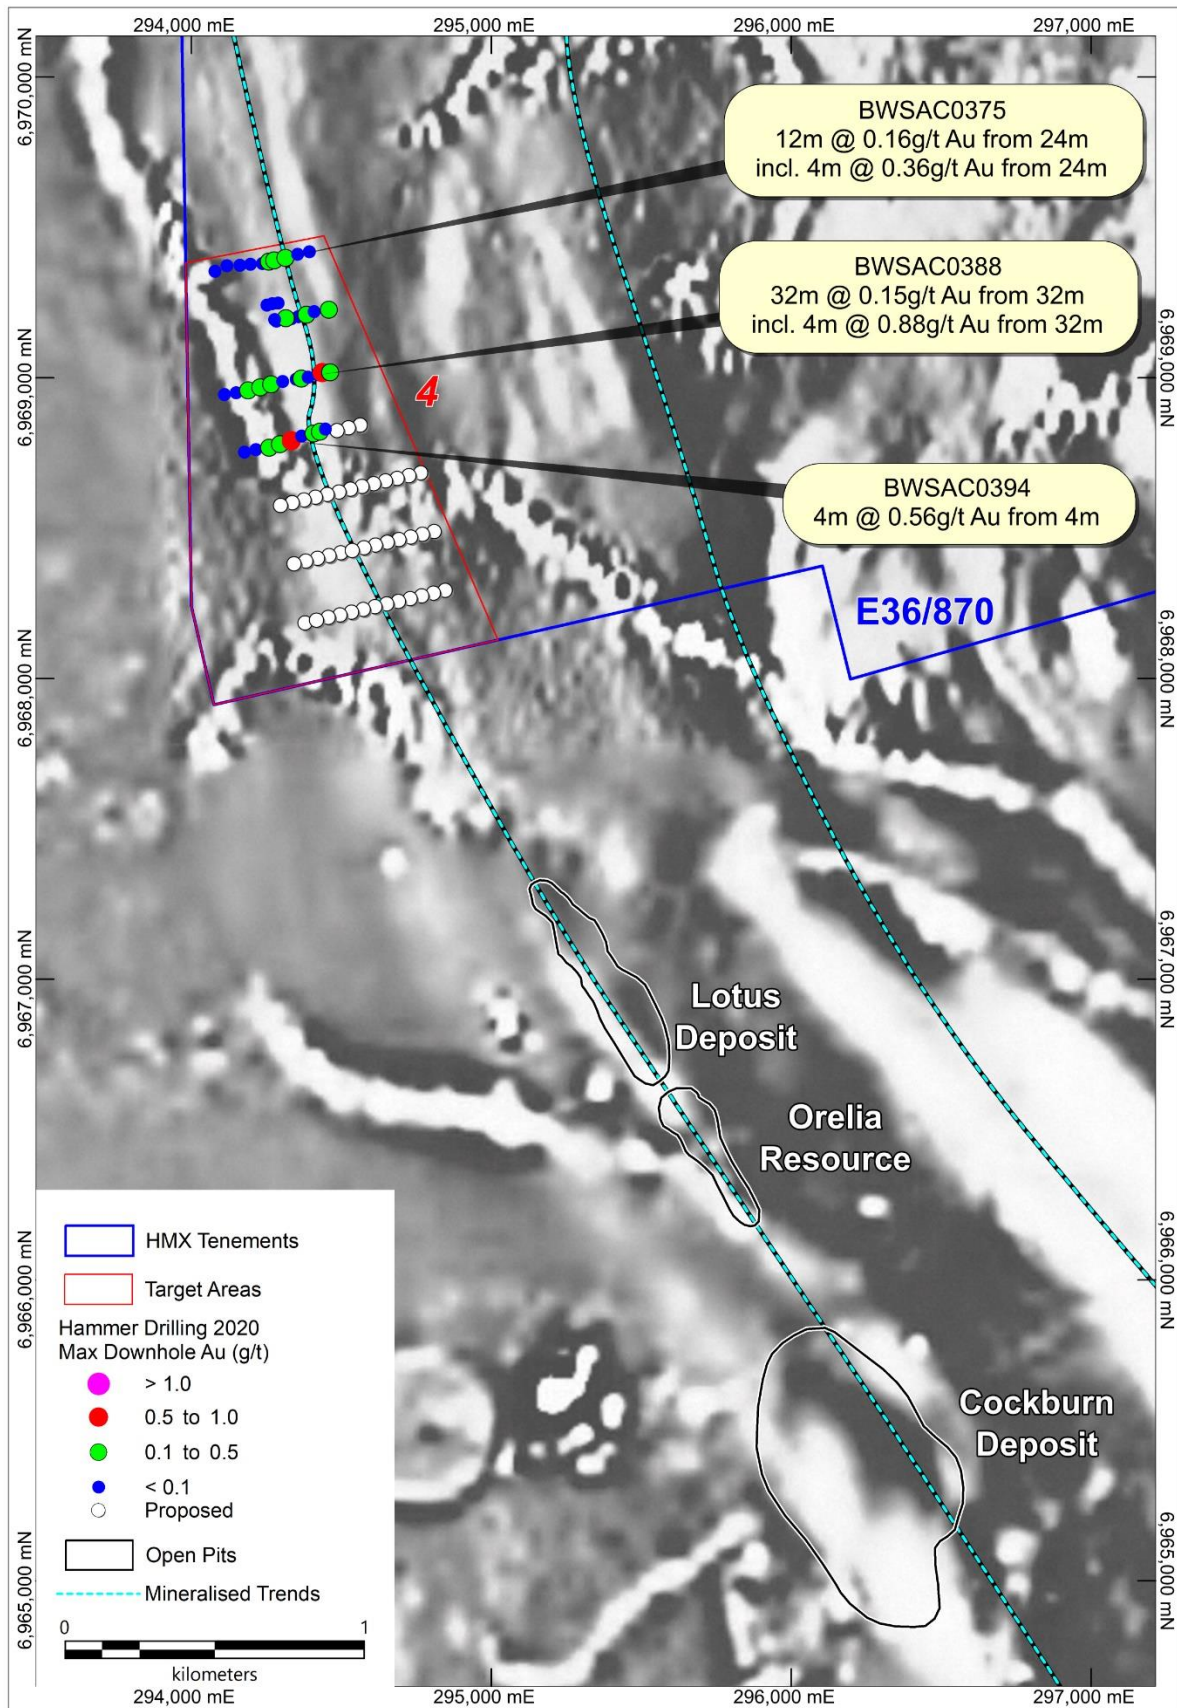 294,000 mE
295,000 mE
296,000 mE
297,000 mE
6,970,000 mN
BWSAC0375
12m @ 0.16g/t Au from 24m
incl. 4m @ 0.36g/t Au from 24m
BWSAC0388
32m @ 0.15g/t Au from 32m
incl. 4m @ 0.88g/t Au from 32m
6,969,000 mN
6,969,000 mN
4
BWSAC0394
4m @ 0.56g/t Au from 4m
E36/870
6,968,000 mN
6,968,000 mN
6,967,000 mN
6,967,000 mN
Lotus
Deposit
Orelia
Resource
6,966,000 mN
6,966,000 mN
Cockburn
Deposit
6,965,000 mN
6,965,000 mN
HMX Tenements
Target Areas
Hammer Drilling 2020
Max Downhole Au (g/t)
> 1.0
0.5 to 1.0
0.1 to 0.5
< 0.1
Proposed
Open Pits
Mineralised Trends
0
1
kilometers
294,000 mE
295,000 mE
296,000 mE
297,000 mE